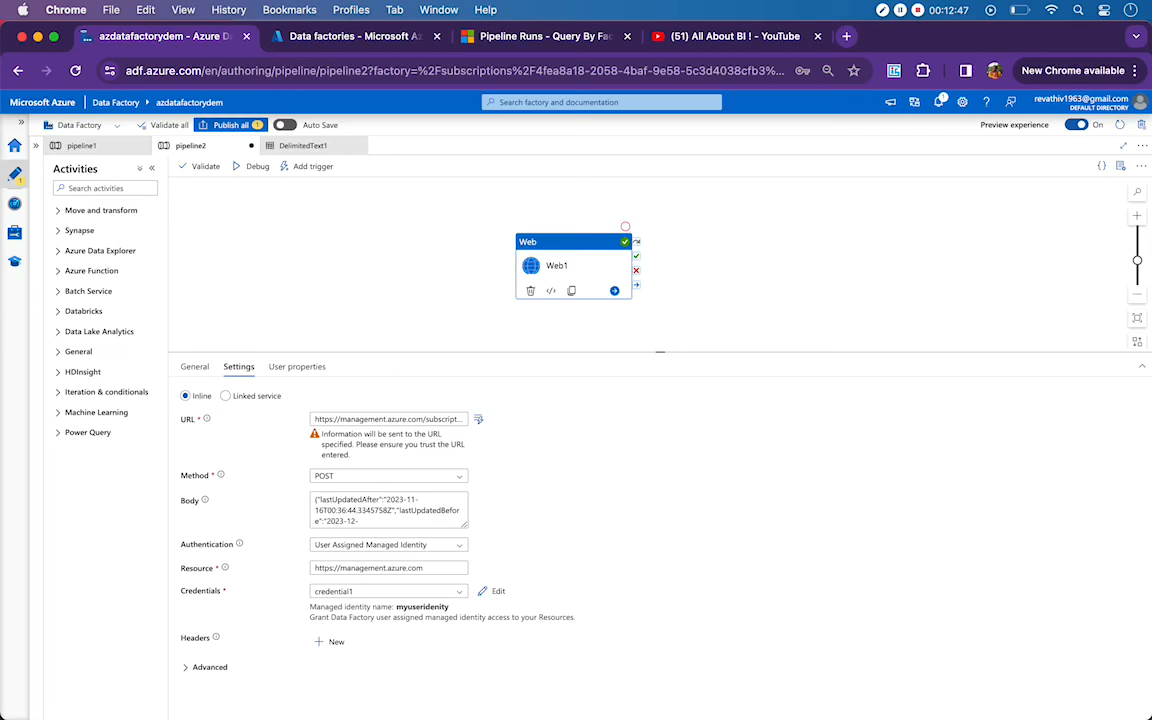 Chrome File Edit View History Bookmarks Profiles Tab Window Help 00:12:47
azdatafactorydem - Azure Da Data factories - Microsoft Az Pipeline Runs - Query By Fac (51) All About BI ! - YouTube
adf.azure.com/en/authoring/pipeline/pipeline2?factory=%2Fsubscriptions%2F4fea8a18-2058-4baf-9e58-5c3d4038cfb3%... New Chrome available
Microsoft Azure Data Factory azdatafactorydem Search factory and documentation 1 revathiv1963@gmail.com
DEFAULT DIRECTORY
Data Factory Validate all Publish all 1 Auto Save Preview experience On
pipeline1 pipeline2 DelimitedText1
Activities Validate Debug Add trigger
Search activities
Move and transform
Synapse
Azure Data Explorer
Azure Function
Batch Service
Databricks
Data Lake Analytics
General
HDInsight
Iteration & conditionals
Machine Learning
Power Query
Web
Web1
General Settings User properties
Inline Linked service
URL * https://management.azure.com/subscript...
Information will be sent to the URL
specified. Please ensure you trust the URL
entered.
Method * POST
Body {"lastUpdatedAfter":"2023-11-
16T00:36:44.3345758Z","lastUpdatedBefor
e":"2023-12-
Authentication User Assigned Managed Identity
Resource * https://management.azure.com
Credentials * credential1 Edit
Managed identity name: myuseridenity
Grant Data Factory user assigned managed identity access to your Resources.
Headers New
Advanced